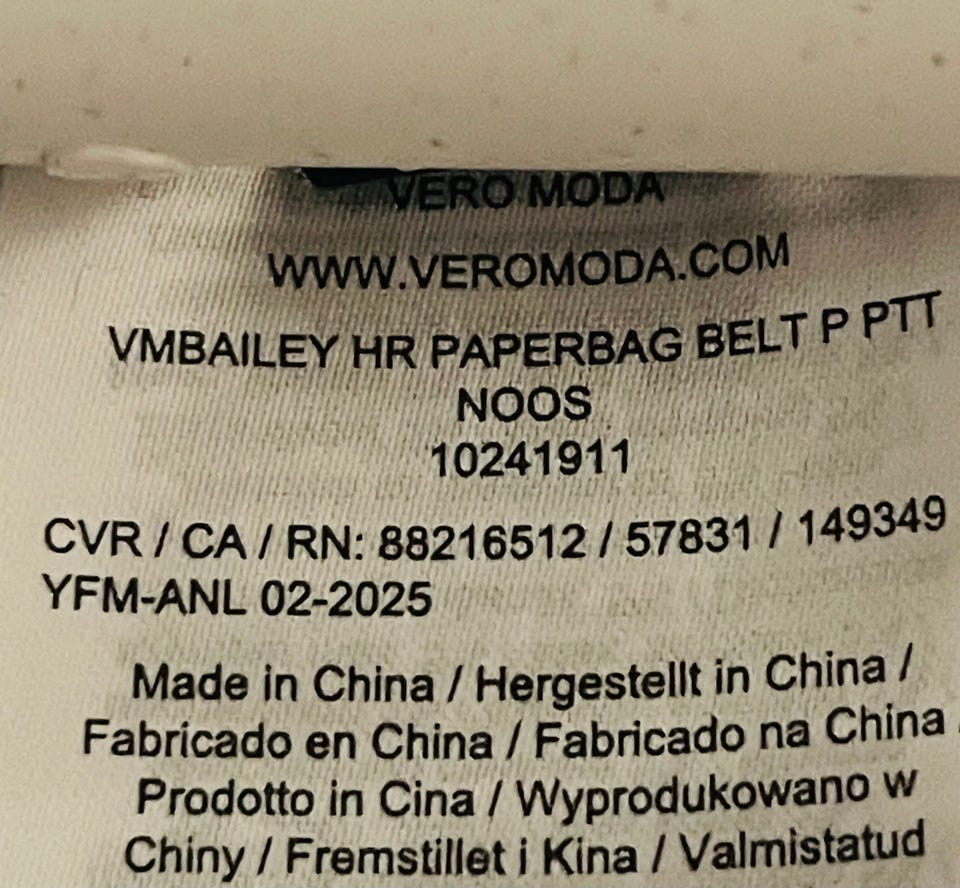 VERO MODA
WWW.VEROMODA.COM
VMBAILEY HR PAPERBAG BELT P PTT
NOOS
10241911
CVR / CA / RN: 88216512 / 57831 / 149349
YFM-ANL 02-2025
Made in China / Hergestellt in China /
Fabricado en China / Fabricado na China /
Prodotto in Cina / Wyprodukowano w
Chiny / Fremstillet i Kina / Valmistatud